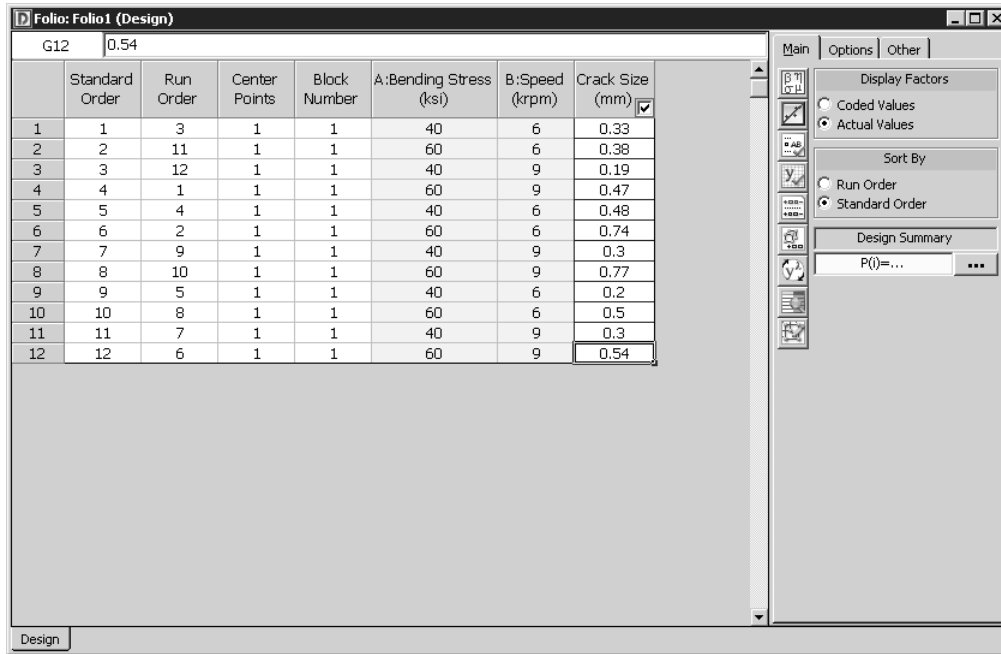 Folio: Folio1 (Design)
G12 0.54
Standard Order Run Order Center Points Block Number A:Bending Stress (ksi) B:Speed (krpm) Crack Size (mm)
1 1 3 1 1 40 6 0.33
2 2 11 1 1 60 6 0.38
3 3 12 1 1 40 9 0.19
4 4 1 1 1 60 9 0.47
5 5 4 1 1 40 6 0.48
6 6 2 1 1 60 6 0.74
7 7 9 1 1 40 9 0.3
8 8 10 1 1 60 9 0.77
9 9 5 1 1 40 6 0.2
10 10 8 1 1 60 6 0.5
11 11 7 1 1 40 9 0.3
12 12 6 1 1 60 9 0.54
Design
Main Options Other
Display Factors
Coded Values
Actual Values
Sort By
Run Order
Standard Order
Design Summary
P(i)=... ...